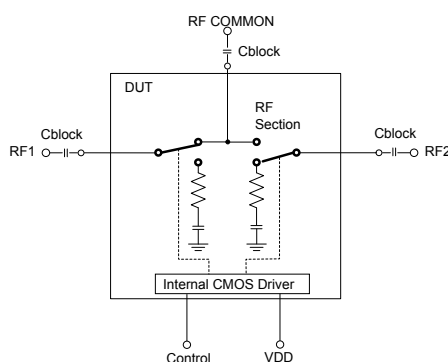 RF COMMON
Cblock
DUT
RF
Section
Cblock
RF1
Cblock
RF2
Internal CMOS Driver
Control
VDD